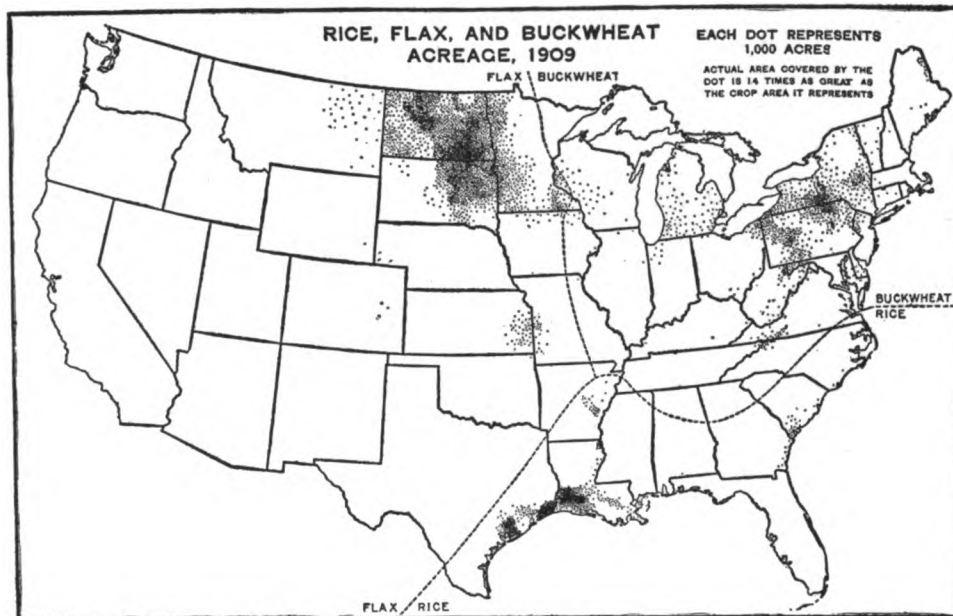 RICE, FLAX, AND BUCKWHEAT
ACREAGE, 1909
EACH DOT REPRESENTS
1,000 ACRES
ACTUAL AREA COVERED BY THE
DOT IS 14 TIMES AS GREAT AS
THE CROP AREA IT REPRESENTS
FLAX BUCKWHEAT
BUCKWHEAT
RICE
FLAX RICE